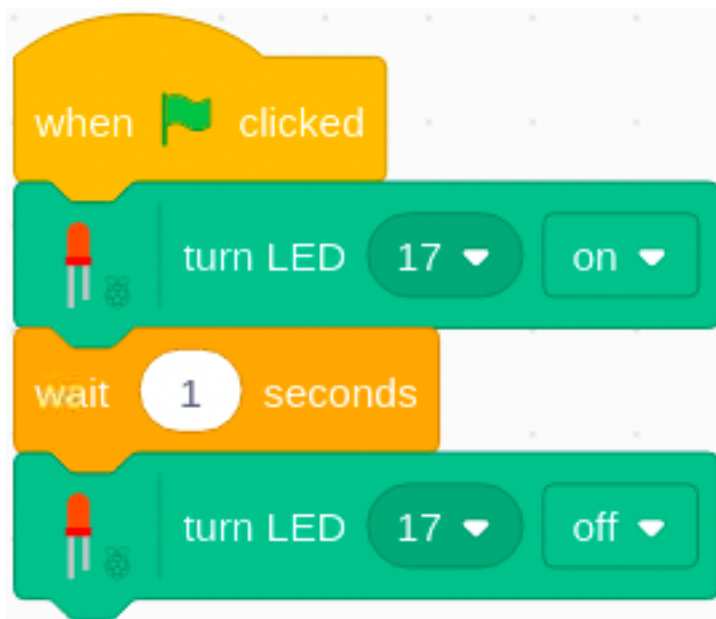 when clicked
turn LED 17 on
wait 1 seconds
turn LED 17 off